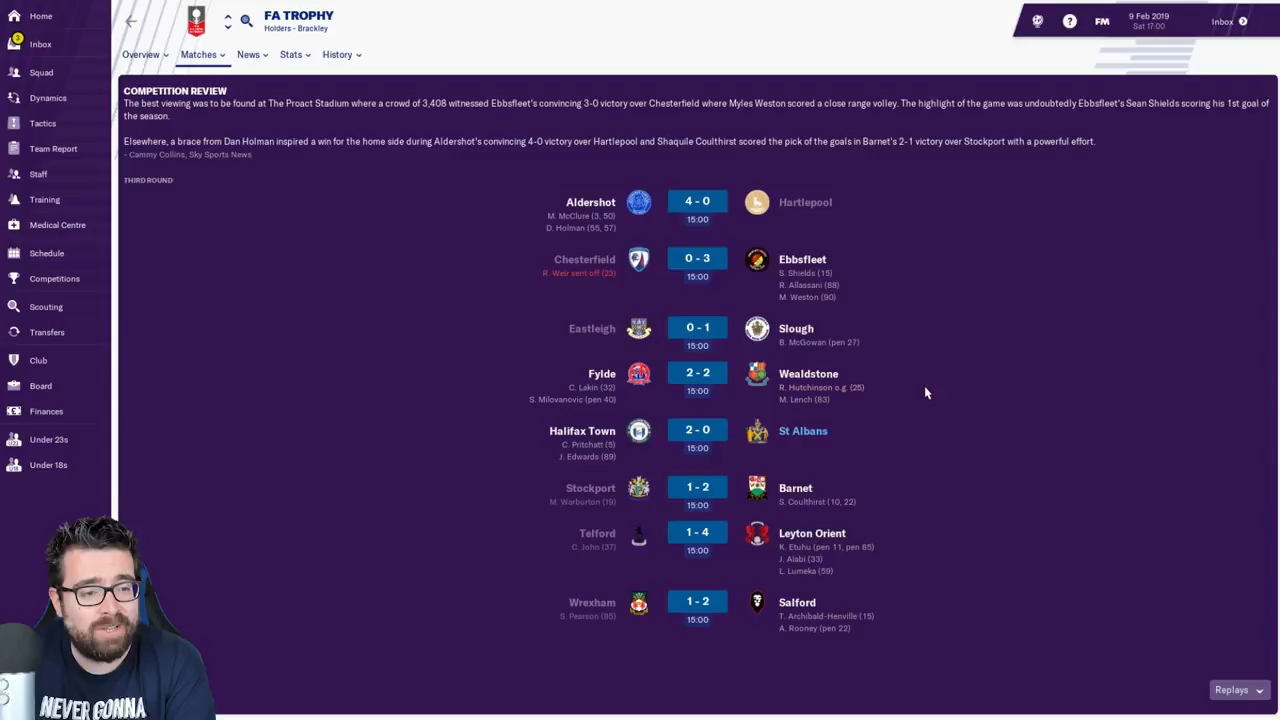 Home
3
Inbox
Squad
Dynamics
Tactics
Team Report
Staff
Training
Medical Centre
Schedule
Competitions
Scouting
Transfers
Club
Board
Finances
Under 23s
Under 18s
FA TROPHY
Holders - Brackley
FM
9 Feb 2019
Sat 17:00
Inbox
Overview
Matches
News
Stats
History
COMPETITION REVIEW
The best viewing was to be found at The Proact Stadium where a crowd of 3,408 witnessed Ebbsfleet's convincing 3-0 victory over Chesterfield where Myles Weston scored a close range volley. The highlight of the game was undoubtedly Ebbsfleet's Sean Shields scoring his 1st goal of
the season.
Elsewhere, a brace from Dan Holman inspired a win for the home side during Aldershot's convincing 4-0 victory over Hartlepool and Shaquile Coulthirst scored the pick of the goals in Barnet's 2-1 victory over Stockport with a powerful effort.
- Cammy Collins, Sky Sports News
THIRD ROUND
Aldershot 4 - 0 Hartlepool
M. McClure (3, 50) 15:00
D. Holman (55, 57)
Chesterfield 0 - 3 Ebbsfleet
R. Weir sent off (23) 15:00 S. Shields (15)
R. Allassani (88)
M. Weston (90)
Eastleigh 0 - 1 Slough
15:00 B. McGowan (pen 27)
Fylde 2 - 2 Wealdstone
C. Lakin (32) 15:00 R. Hutchinson o.g. (25)
S. Milovanovic (pen 40) M. Lench (83)
Halifax Town 2 - 0 St Albans
C. Pritchatt (5) 15:00
J. Edwards (89)
Stockport 1 - 2 Barnet
M. Warburton (19) 15:00 S. Coulthirst (10, 22)
Telford 1 - 4 Leyton Orient
C. John (37) 15:00 K. Etuhu (pen 11, pen 85)
J. Alabi (33)
L. Lumeka (59)
Wrexham 1 - 2 Salford
S. Pearson (85) 15:00 T. Archibald-Henville (15)
A. Rooney (pen 22)
Replays
NEVER GONNA